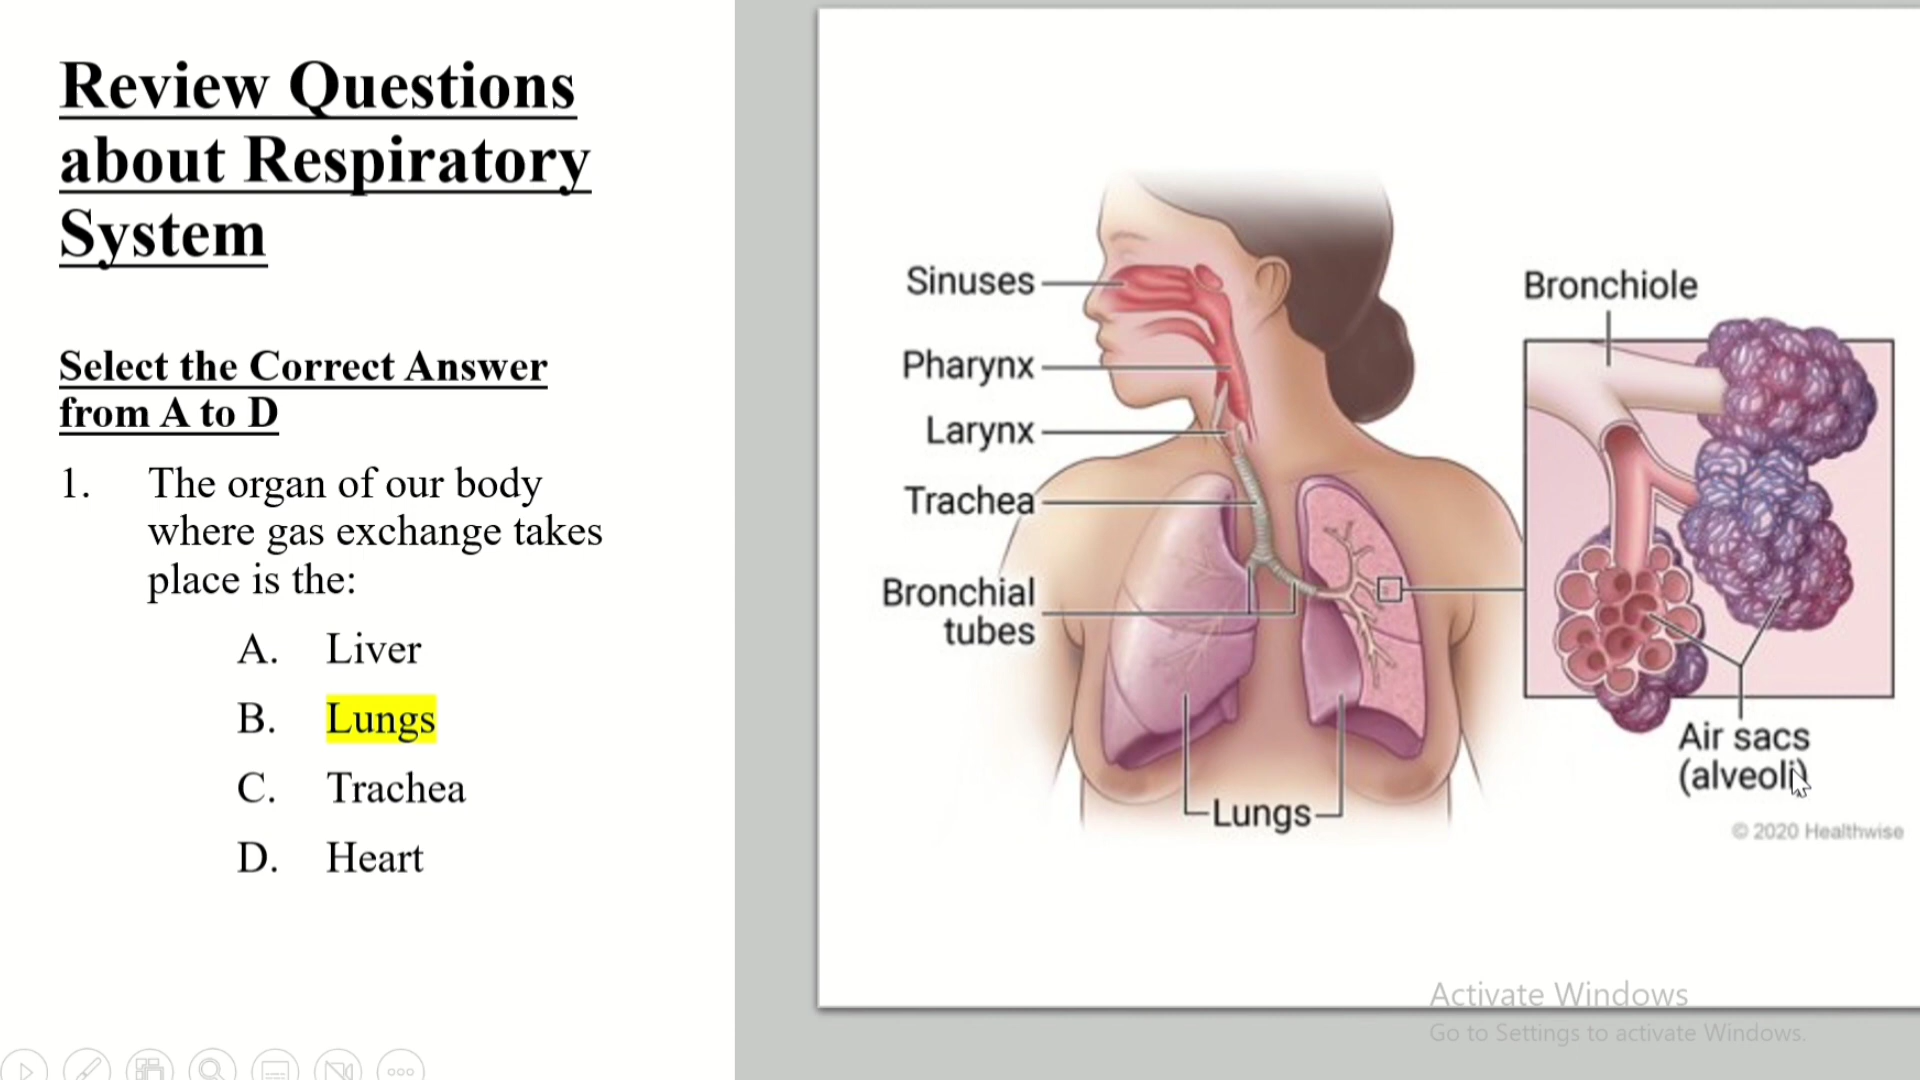 Review Questions
about Respiratory
System
Select the Correct Answer
from A to D
1. The organ of our body
where gas exchange takes
place is the:
A. Liver
B. Lungs
C. Trachea
D. Heart
Sinuses
Pharynx
Larynx
Trachea
Bronchial
tubes
Lungs
Bronchiole
Air sacs
(alveoli)
© 2020 Healthwise
Activate Windows
Go to Settings to activate Windows.